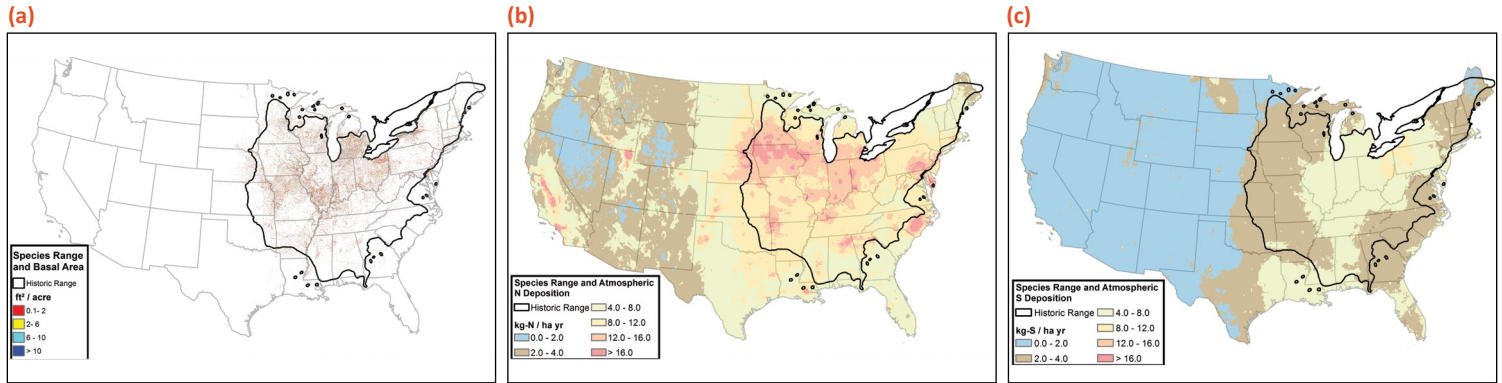 (a)
(b)
(c)
Species Range
and Basal Area
Historic Range
ft² / acre
0.1- 2
2- 6
6 - 10
> 10
Species Range and Atmospheric
N Deposition
Historic Range
kg-N / ha yr
0.0 - 2.0
2.0 - 4.0
4.0 - 8.0
8.0 - 12.0
12.0 - 16.0
> 16.0
Species Range and Atmospheric
S Deposition
Historic Range
kg-S / ha yr
0.0 - 2.0
2.0 - 4.0
4.0 - 8.0
8.0 - 12.0
12.0 - 16.0
> 16.0